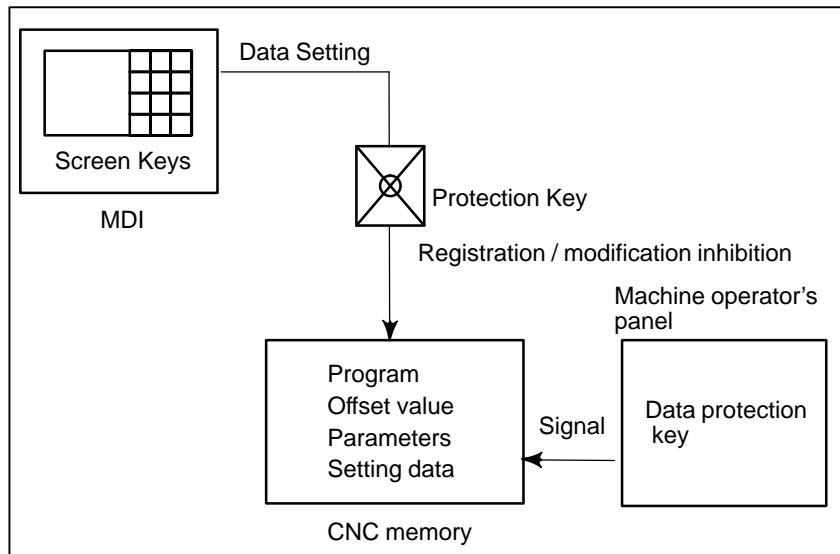 Data Setting
Screen Keys
MDI
Protection Key
Registration / modification inhibition
Machine operator's
panel
Program
Offset value
Parameters
Setting data
Signal
Data protection
key
CNC memory